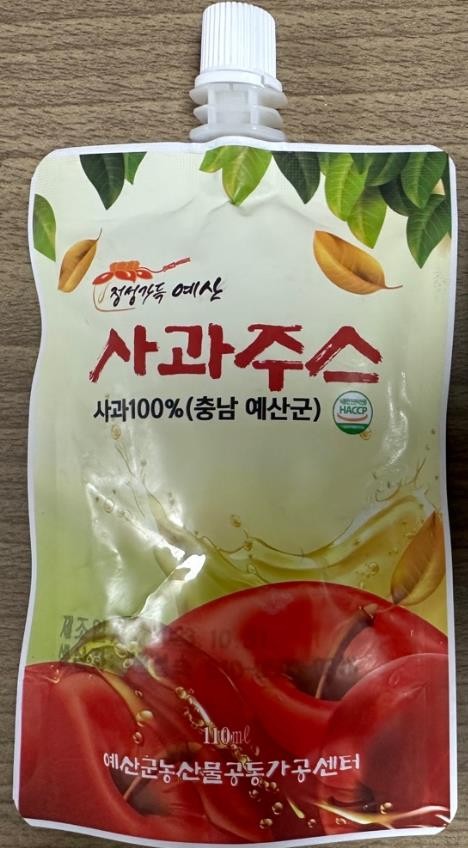 정성가득 예산
사과주스
사과100%(충남 예산군)
HACCP
110㎖
예산군농산물공동가공센터